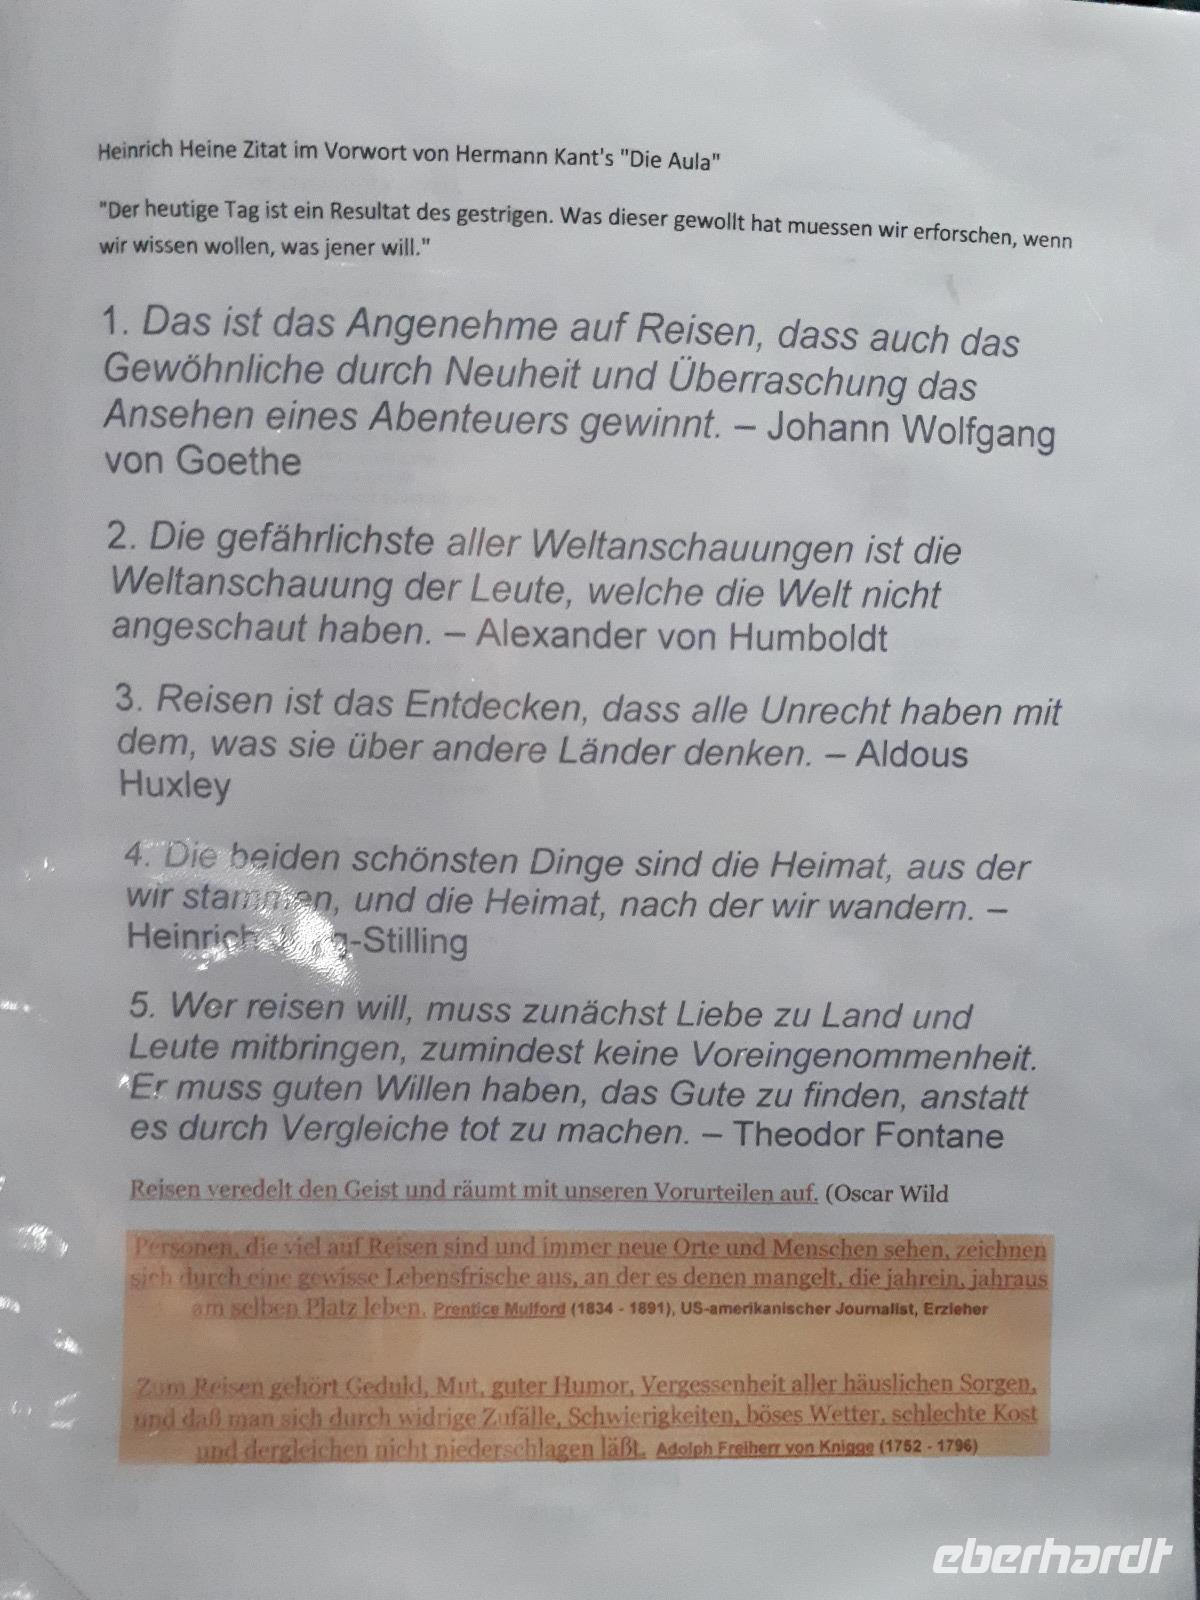 Heinrich Heine Zitat im Vorwort von Hermann Kant's "Die Aula"
"Der heutige Tag ist ein Resultat des gestrigen. Was dieser gewollt hat muessen wir erforschen, wenn
wir wissen wollen, was jener will."
1. Das ist das Angenehme auf Reisen, dass auch das
Gewöhnliche durch Neuheit und Überraschung das
Ansehen eines Abenteuers gewinnt. – Johann Wolfgang
von Goethe
2. Die gefährlichste aller Weltanschauungen ist die
Weltanschauung der Leute, welche die Welt nicht
angeschaut haben. – Alexander von Humboldt
3. Reisen ist das Entdecken, dass alle Unrecht haben mit
dem, was sie über andere Länder denken. – Aldous
Huxley
4. Die beiden schönsten Dinge sind die Heimat, aus der
wir stammen, und die Heimat, nach der wir wandern. –
Heinrich Jung-Stilling
5. Wer reisen will, muss zunächst Liebe zu Land und
Leute mitbringen, zumindest keine Voreingenommenheit.
Er muss guten Willen haben, das Gute zu finden, anstatt
es durch Vergleiche tot zu machen. – Theodor Fontane
Reisen veredelt den Geist und räumt mit unseren Vorurteilen auf. (Oscar Wild
Personen, die viel auf Reisen sind und immer neue Orte und Menschen sehen, zeichnen
sich durch eine gewisse Lebensfrische aus, an der es denen mangelt, die jahrein, jahraus
am selben Platz leben. Prentice Mulford (1834 - 1891), US-amerikanischer Journalist, Erzieher
Zum Reisen gehört Geduld, Mut, guter Humor, Vergessenheit aller häuslichen Sorgen,
und daß man sich durch widrige Zufälle, Schwierigkeiten, böses Wetter, schlechte Kost
und dergleichen nicht niederschlagen läßt. Adolph Freiherr von Knigge (1752 - 1796)
eberhardt